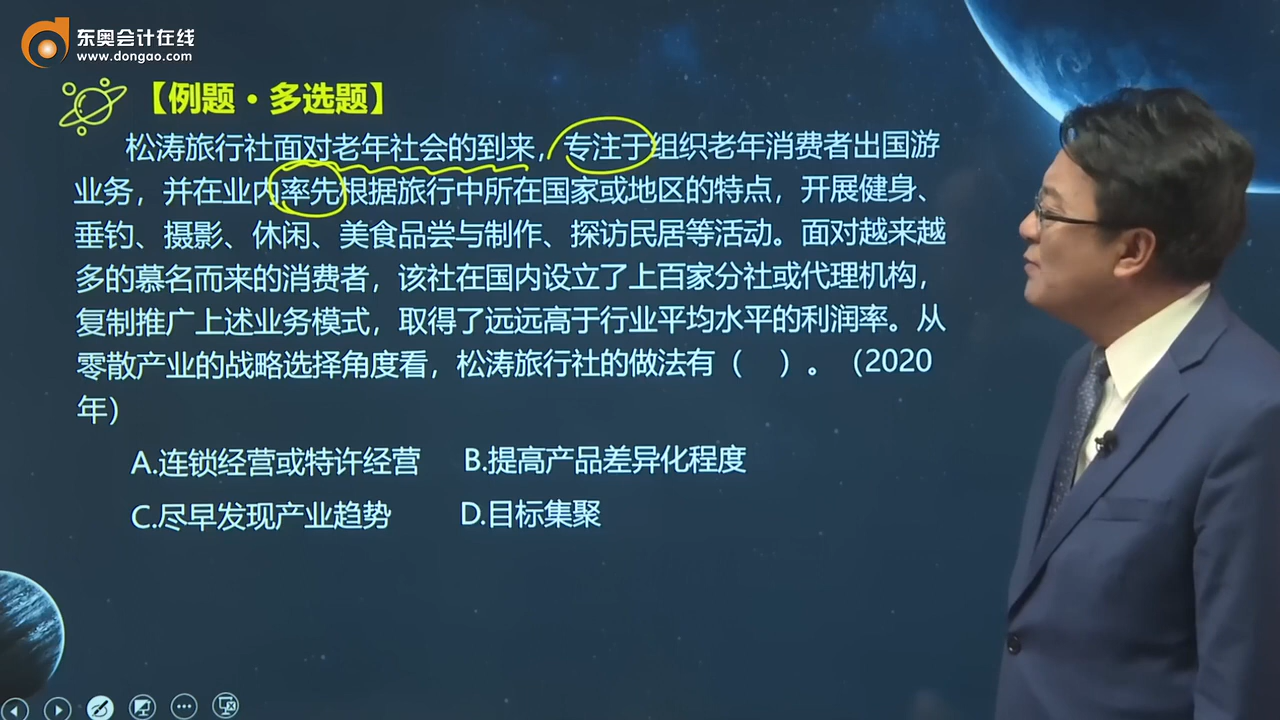 东奥会计在线
www.dongao.com
【例题·多选题】
松涛旅行社面对老年社会的到来，专注于组织老年消费者出国游
业务，并在业内率先根据旅行中所在国家或地区的特点，开展健身、
垂钓、摄影、休闲、美食品尝与制作、探访民居等活动。面对越来越
多的慕名而来的消费者，该社在国内设立了上百家分社或代理机构，
复制推广上述业务模式，取得了远远高于行业平均水平的利润率。从
零散产业的战略选择角度看，松涛旅行社的做法有（ ）。（2020
年）
A.连锁经营或特许经营 B.提高产品差异化程度
C.尽早发现产业趋势 D.目标集聚